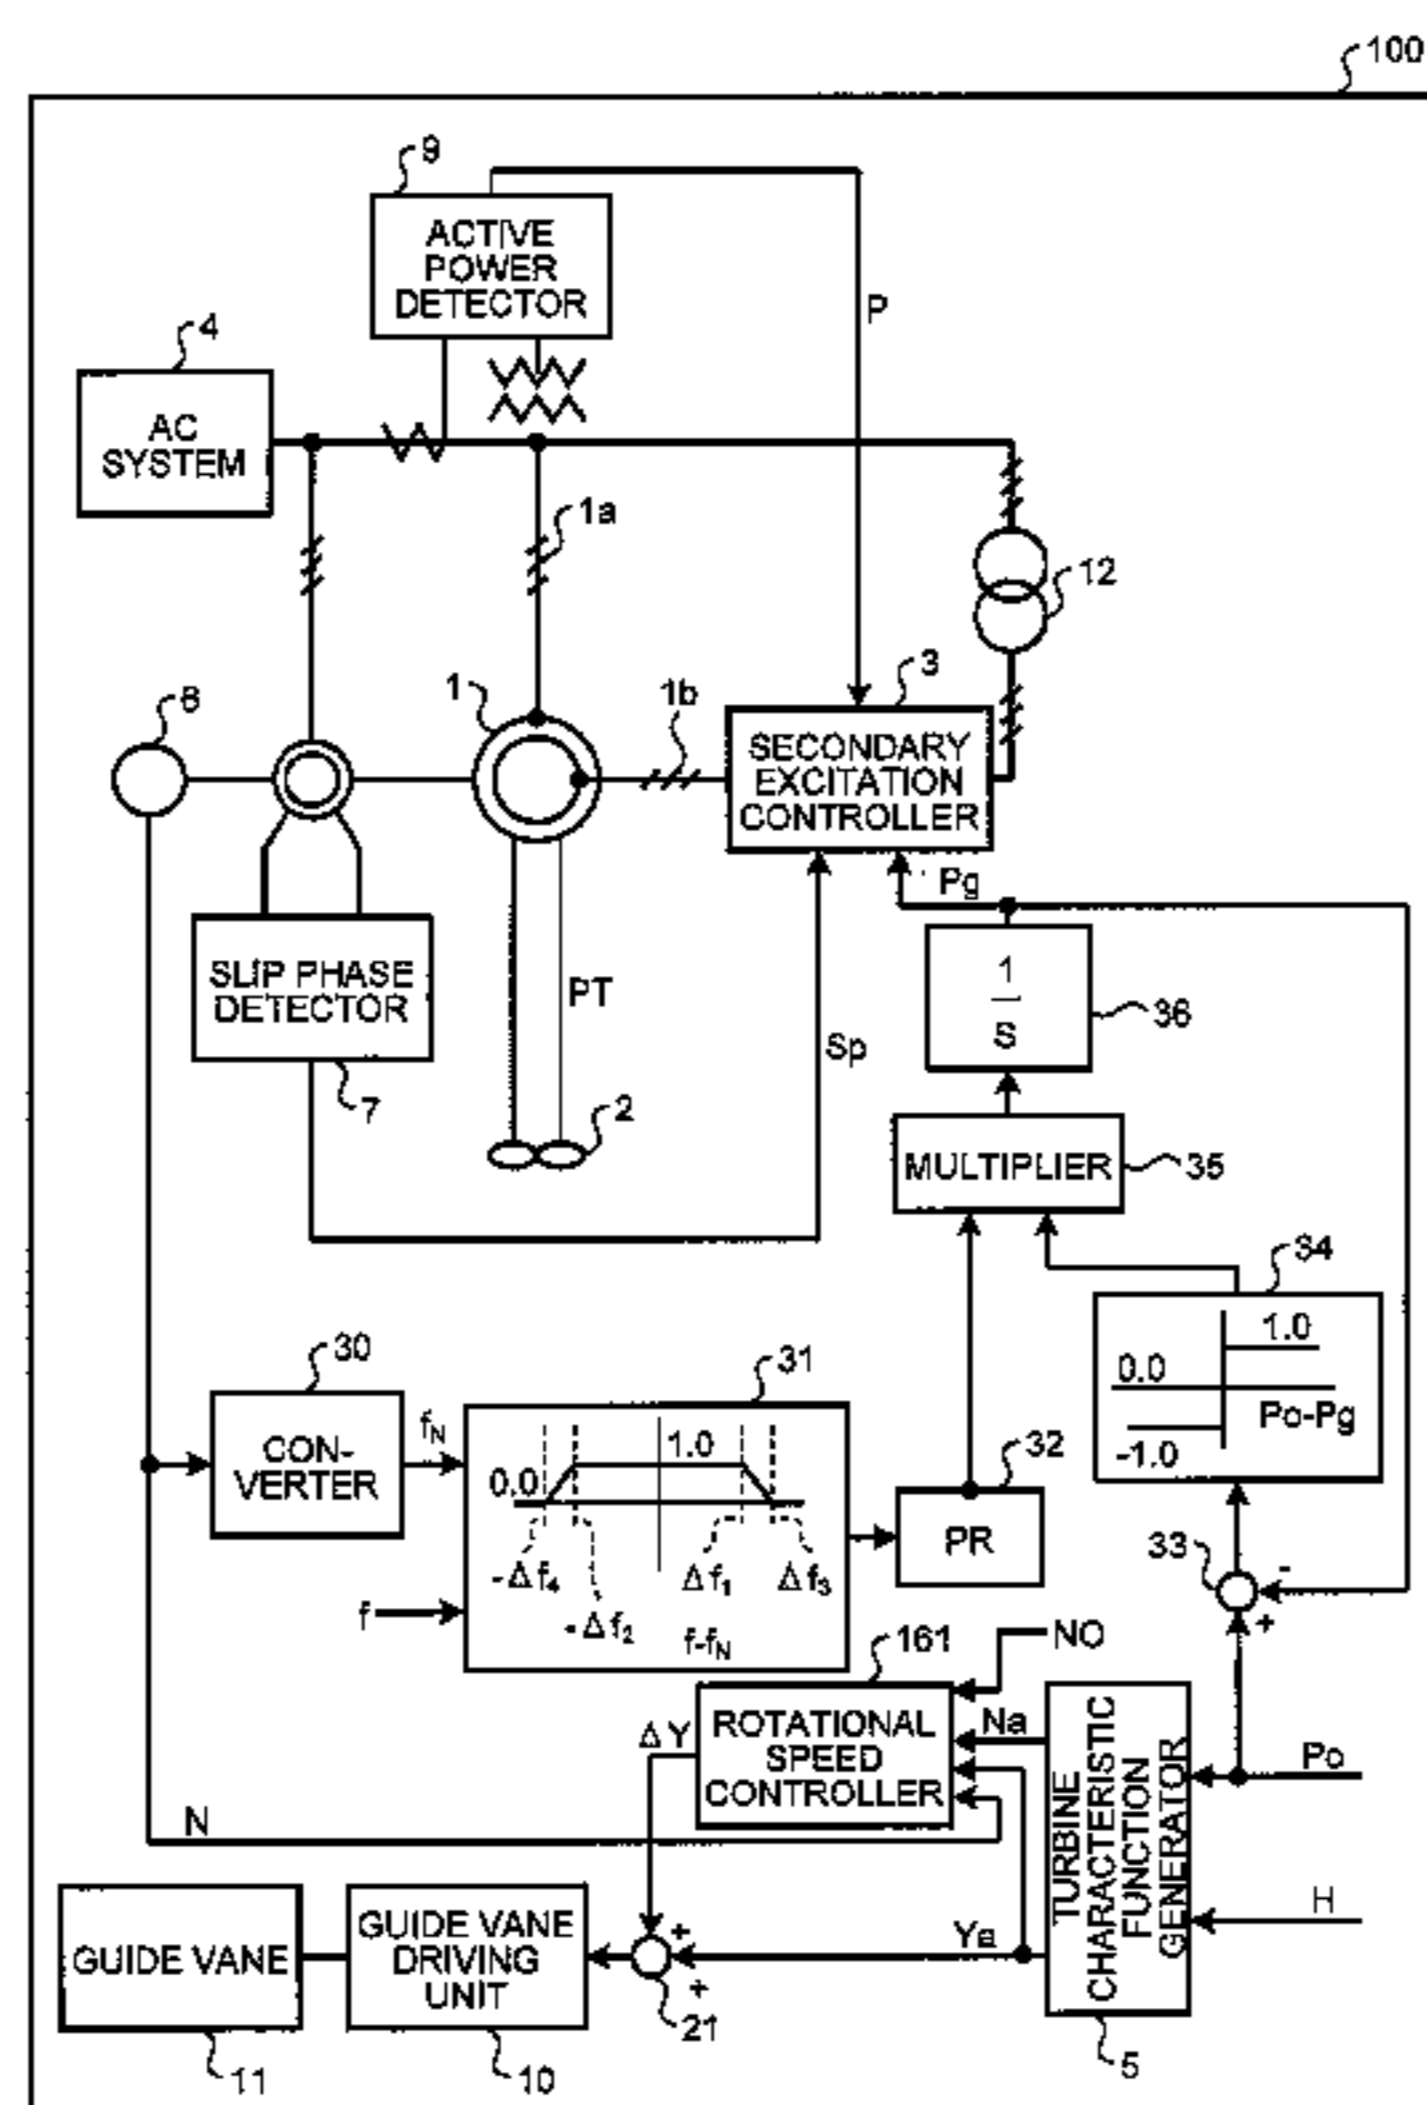 100
9
ACTIVE
POWER
DETECTOR
P
4
AC
SYSTEM
1a
12
3
1
1b
6
SECONDARY
EXCITATION
CONTROLLER
Pg
SLIP PHASE
DETECTOR
PT
1
S
36
Sp
7
2
MULTIPLIER
35
34
1.0
0.0
Po-Pg
-1.0
30
31
CON-
VERTER
fN
1.0
0.0
32
PR
-Δf4
Δf1
Δf3
33
-
+
f
-Δf2
f-fN
161
NO
ΔY
ROTATIONAL
SPEED
CONTROLLER
Na
TURBINE
CHARACTERISTIC
FUNCTION
GENERATOR
Po
N
H
GUIDE VANE
GUIDE VANE
DRIVING
UNIT
+
+
Ya
21
11
10
5